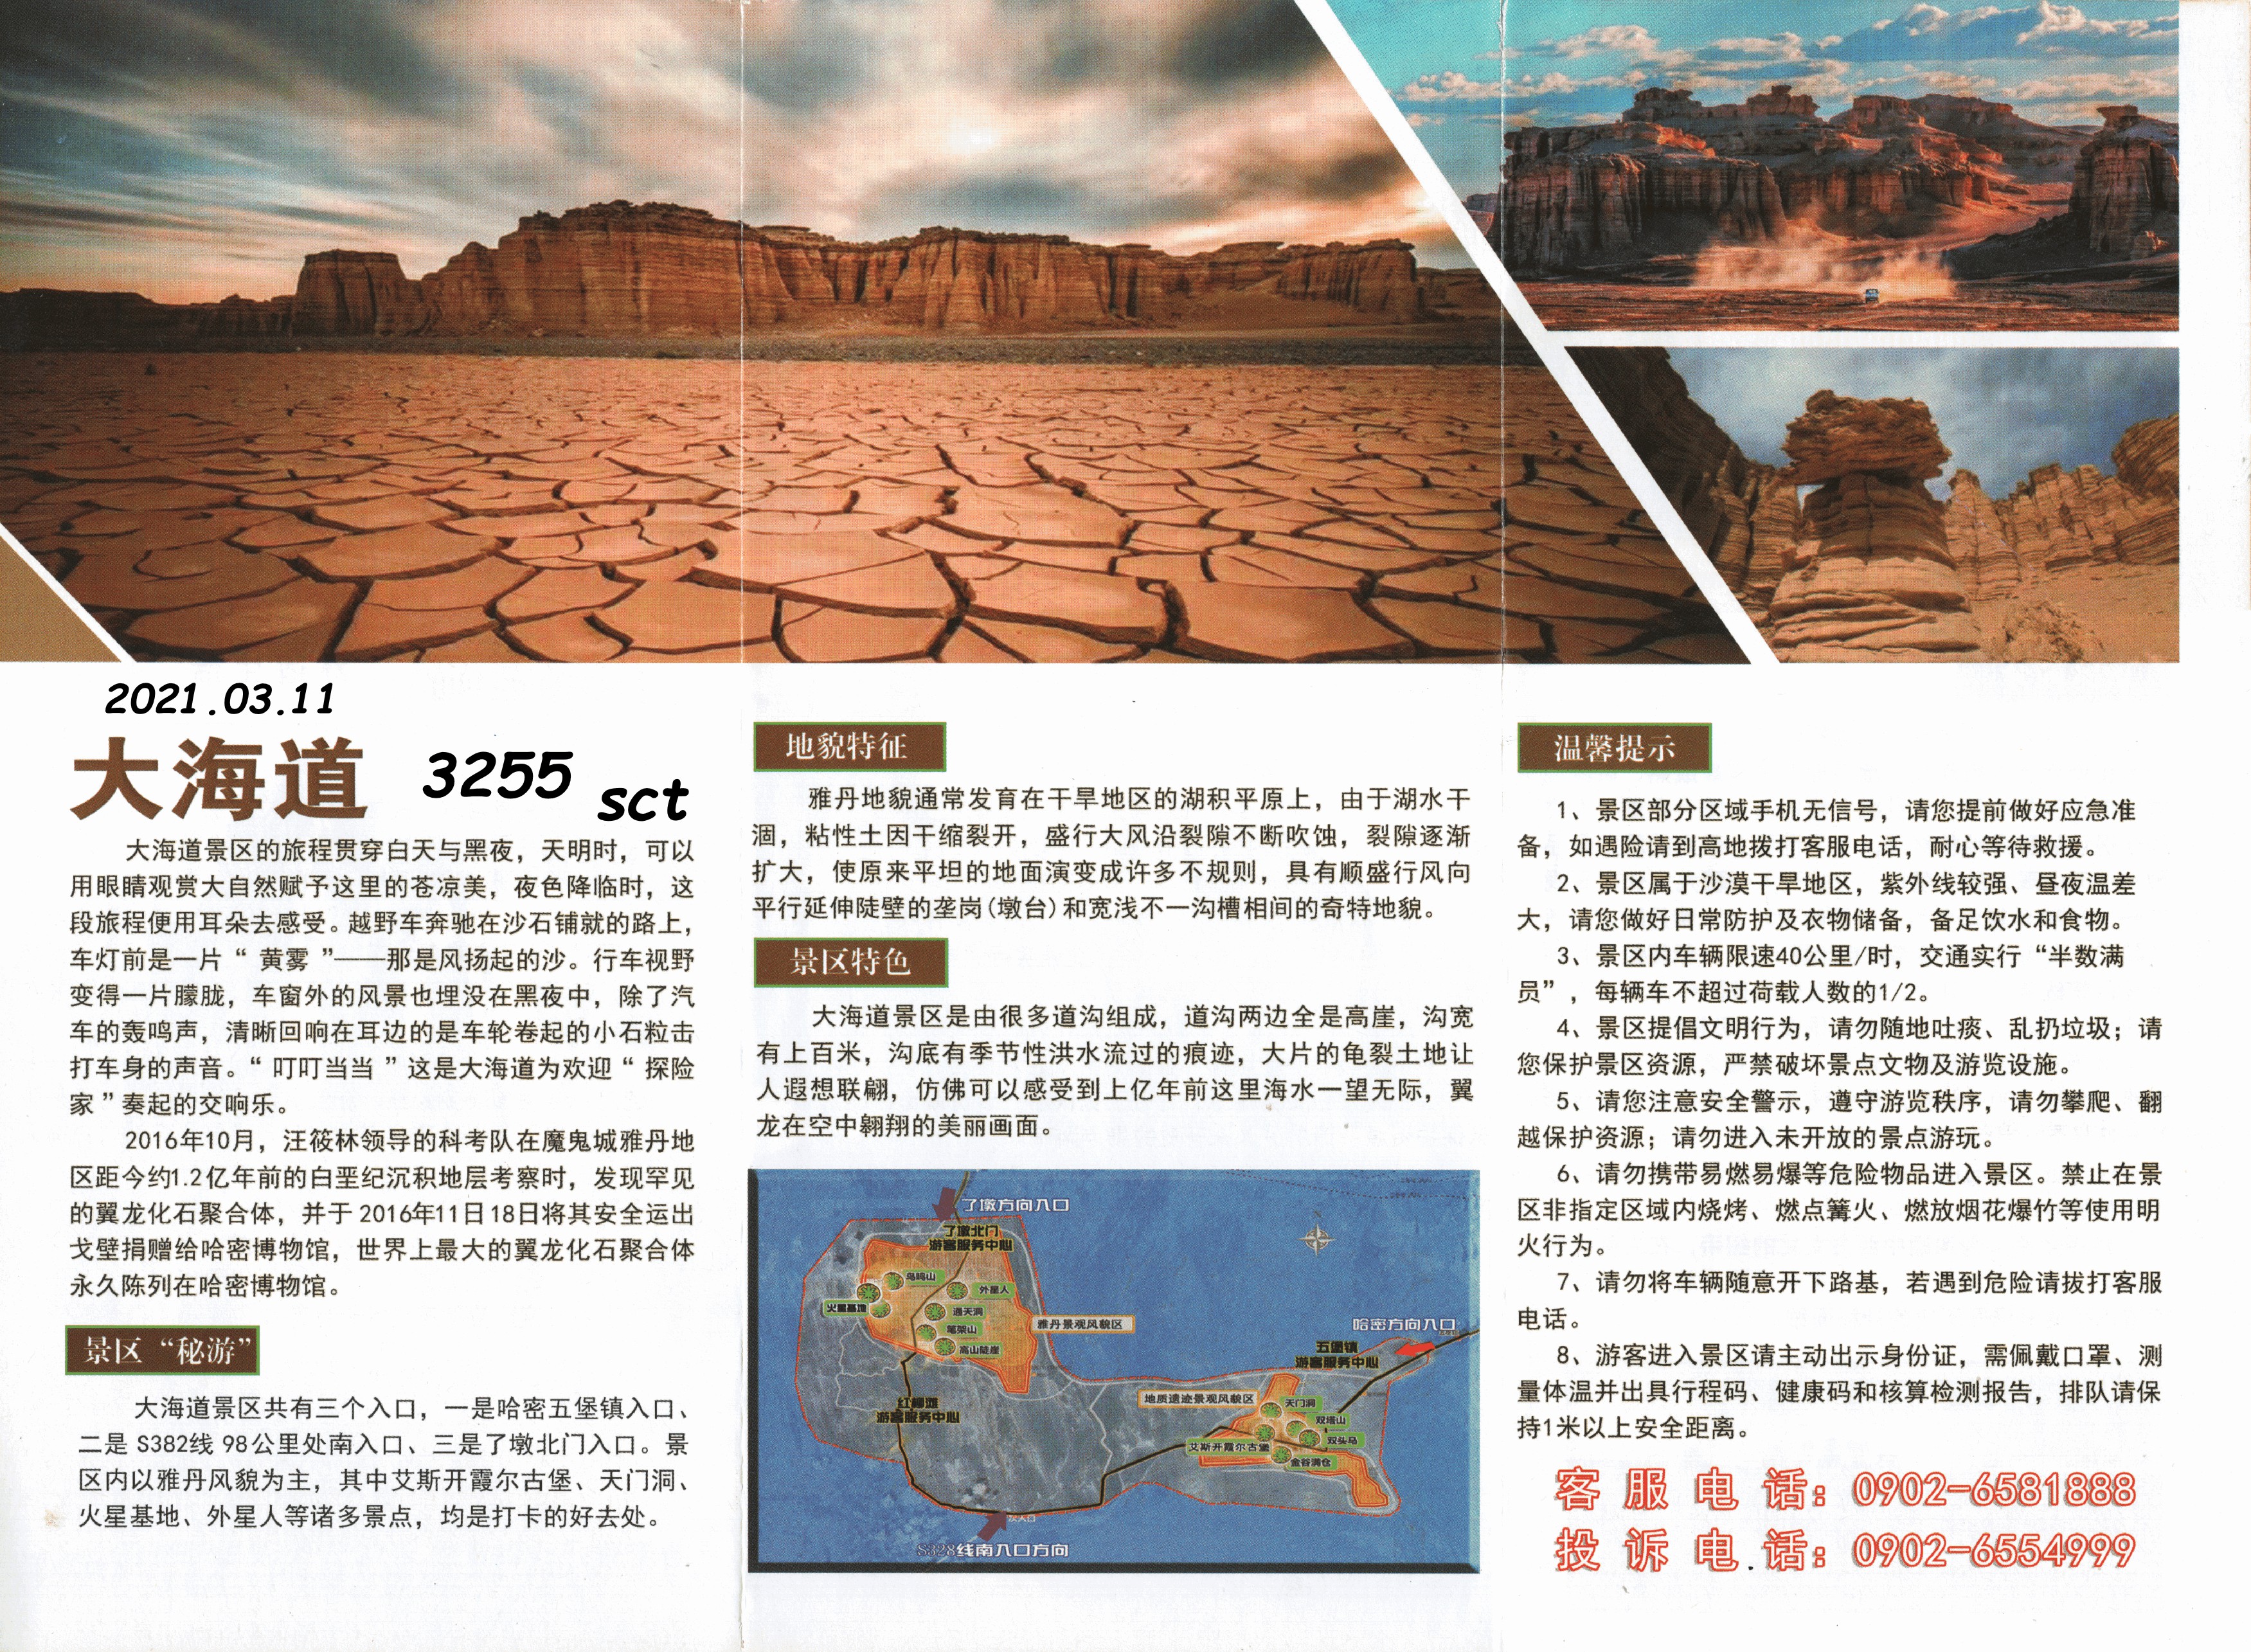 2021.03.11
大海道
3255
sct
大海道景区的旅程贯穿白天与黑夜，天明时，可以
用眼睛观赏大自然赋予这里的苍凉美，夜色降临时，这
段旅程便用耳朵去感受。越野车奔驰在沙石铺就的路上，
车灯前是一片“ 黄雾 ”——那是风扬起的沙。行车视野
变得一片朦胧，车窗外的风景也埋没在黑夜中，除了汽
车的轰鸣声，清晰回响在耳边的是车轮卷起的小石粒击
打车身的声音。“ 叮叮当当 ”这是大海道为欢迎“ 探险
家 ”奏起的交响乐。
2016年10月，汪筱林领导的科考队在魔鬼城雅丹地
区距今约1.2亿年前的白垩纪沉积地层考察时，发现罕见
的翼龙化石聚合体，并于 2016年11日18日将其安全运出
戈壁捐赠给哈密博物馆，世界上最大的翼龙化石聚合体
永久陈列在哈密博物馆。
景区“秘游”
大海道景区共有三个入口，一是哈密五堡镇入口、
二是 S382线 98公里处南入口、三是了墩北门入口。景
区内以雅丹风貌为主，其中艾斯开霞尔古堡、天门洞、
火星基地、外星人等诸多景点，均是打卡的好去处。
地貌特征
雅丹地貌通常发育在干旱地区的湖积平原上，由于湖水干
涸，粘性土因干缩裂开，盛行大风沿裂隙不断吹蚀，裂隙逐渐
扩大，使原来平坦的地面演变成许多不规则，具有顺盛行风向
平行延伸陡壁的垄岗(墩台)和宽浅不一沟槽相间的奇特地貌。
景区特色
大海道景区是由很多道沟组成，道沟两边全是高崖，沟宽
有上百米，沟底有季节性洪水流过的痕迹，大片的龟裂土地让
人遐想联翩，仿佛可以感受到上亿年前这里海水一望无际，翼
龙在空中翱翔的美丽画面。
了墩方向入口
了墩北门
游客服务中心
鸟鸣山
外星人
火星基地
通天洞
笔架山
高山陡崖
雅丹景观风貌区
哈密方向入口
五堡镇
游客服务中心
地质遗迹景观风貌区
红柳滩
游客服务中心
天门洞
双塔山
双头马
艾斯开霞尔古堡
金谷满仓
次入口
S328线南入口方向
温馨提示
1、景区部分区域手机无信号，请您提前做好应急准
备，如遇险请到高地拨打客服电话，耐心等待救援。
2、景区属于沙漠干旱地区，紫外线较强、昼夜温差
大，请您做好日常防护及衣物储备，备足饮水和食物。
3、景区内车辆限速40公里/时，交通实行“半数满
员”，每辆车不超过荷载人数的1/2。
4、景区提倡文明行为，请勿随地吐痰、乱扔垃圾；请
您保护景区资源，严禁破坏景点文物及游览设施。
5、请您注意安全警示，遵守游览秩序，请勿攀爬、翻
越保护资源；请勿进入未开放的景点游玩。
6、请勿携带易燃易爆等危险物品进入景区。禁止在景
区非指定区域内烧烤、燃点篝火、燃放烟花爆竹等使用明
火行为。
7、请勿将车辆随意开下路基，若遇到危险请拔打客服
电话。
8、游客进入景区请主动出示身份证，需佩戴口罩、测
量体温并出具行程码、健康码和核算检测报告，排队请保
持1米以上安全距离。
客服电话：0902-6581888
投诉电话：0902-6554999